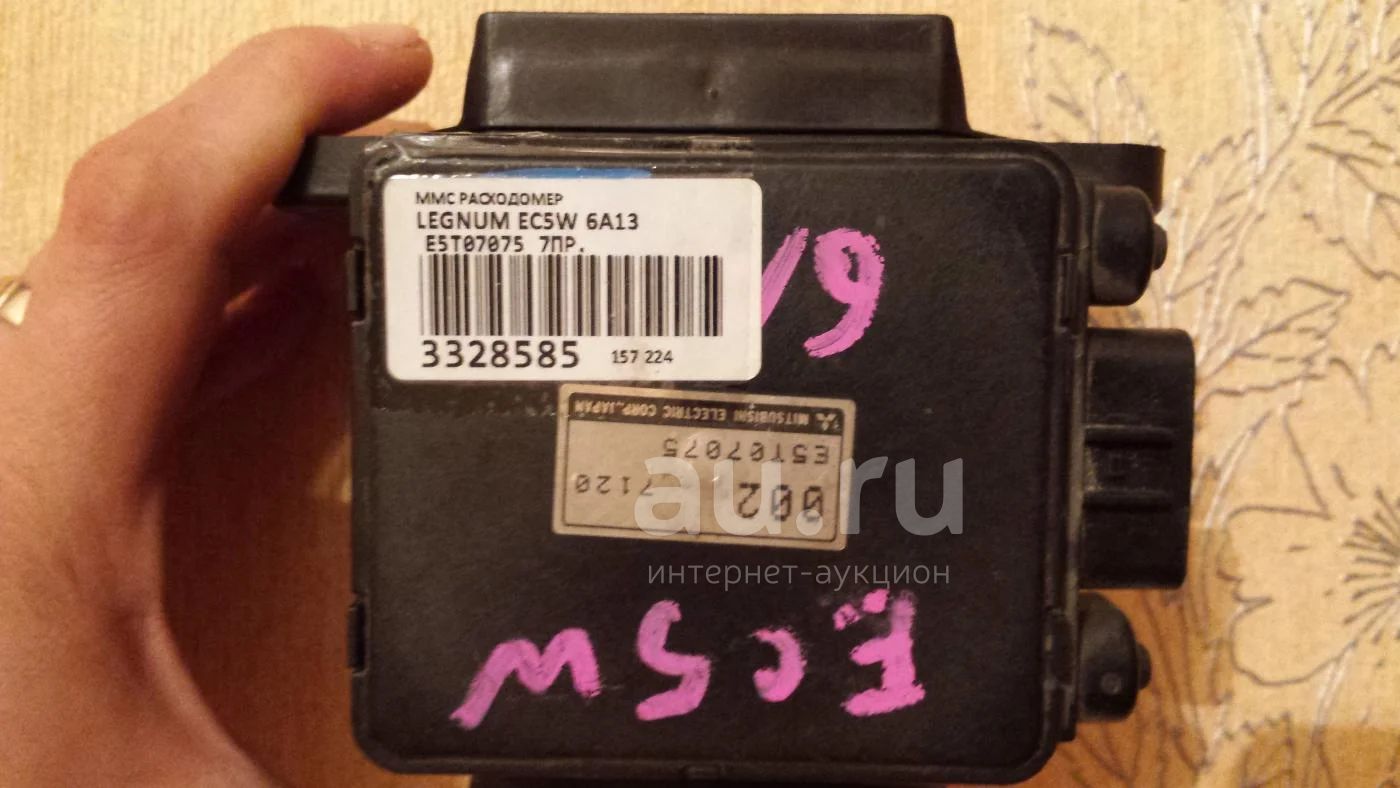 ММС РАСХОДОМЕР
LEGNUM EC5W 6A13
E5T07075 7ПР.
3328585 157 224
MITSUBISHI ELECTRIC CORP. JAPAN
E5T07075
002 7120
au.ru
интернет-аукцион
EC5W